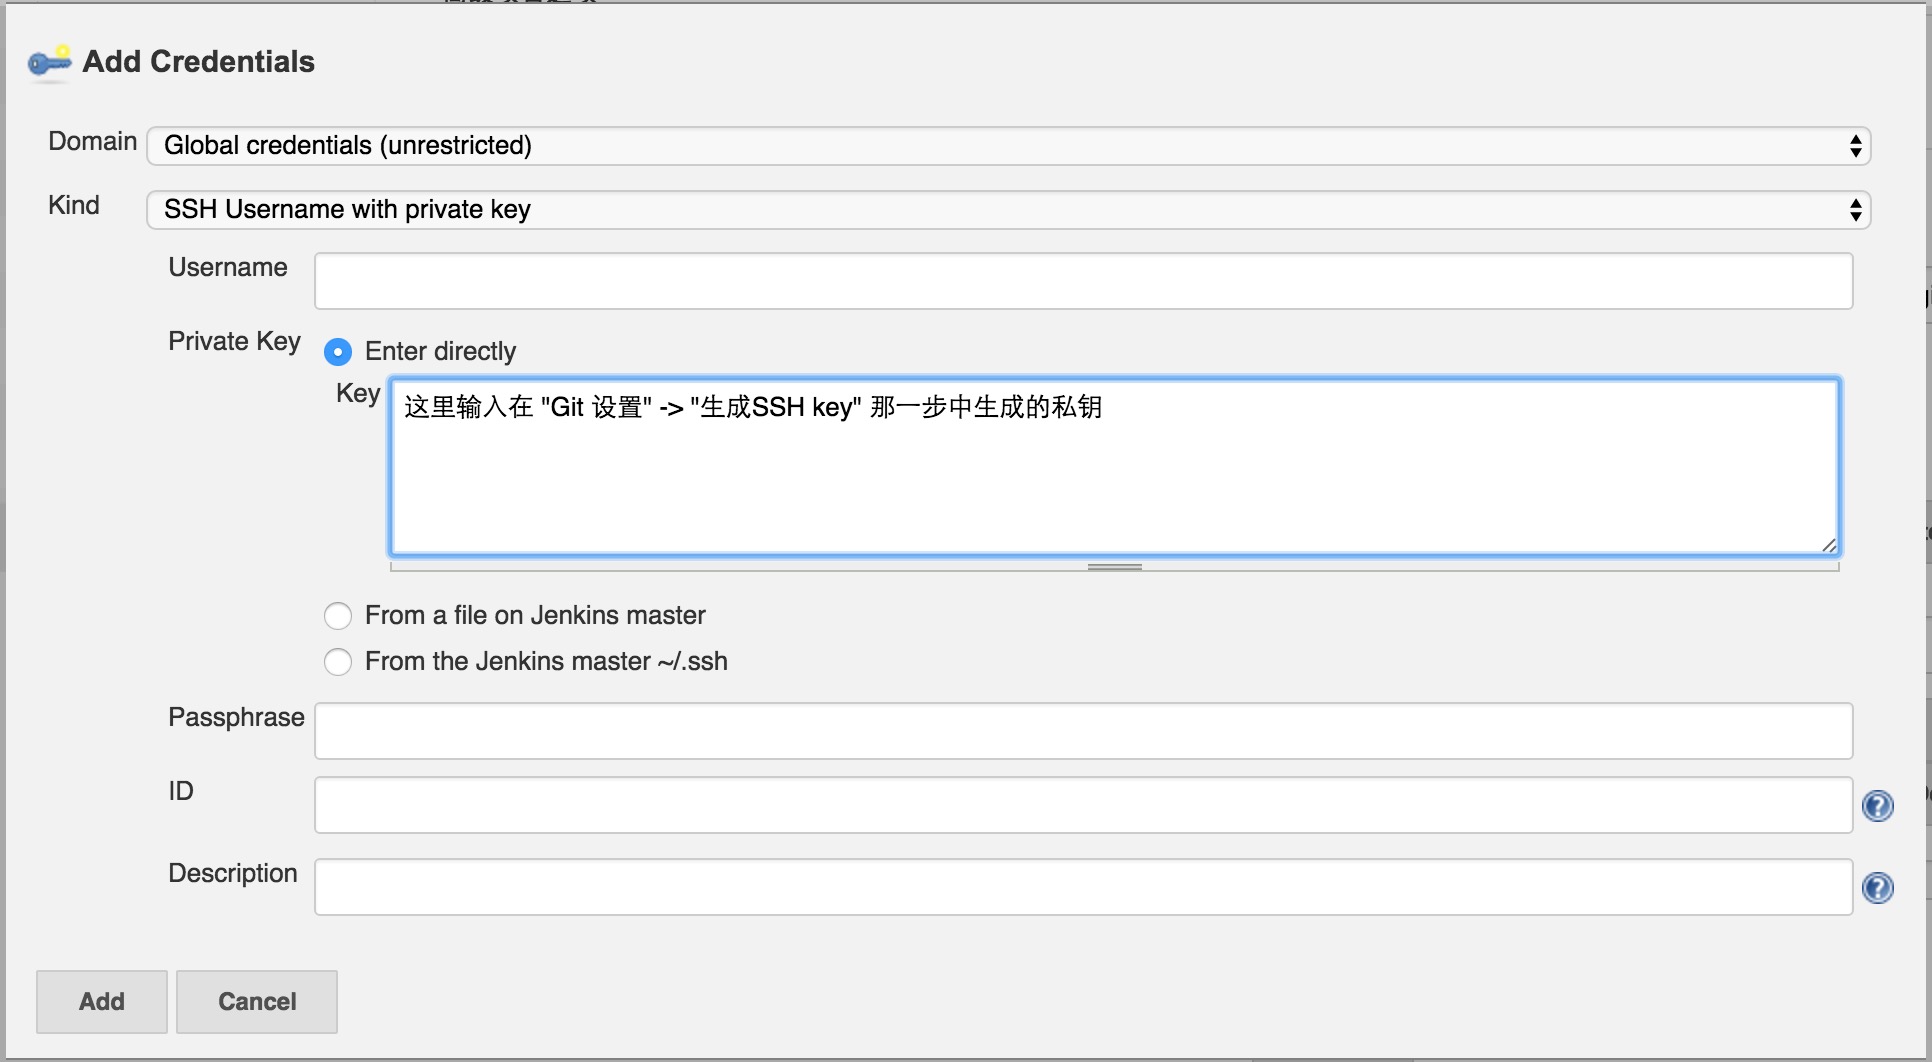 Add Credentials
Domain Global credentials (unrestricted)
Kind SSH Username with private key
Username
Private Key Enter directly
Key 这里输入在 "Git 设置" -> "生成SSH key" 那一步中生成的私钥
From a file on Jenkins master
From the Jenkins master ~/.ssh
Passphrase
ID
Description
Add Cancel